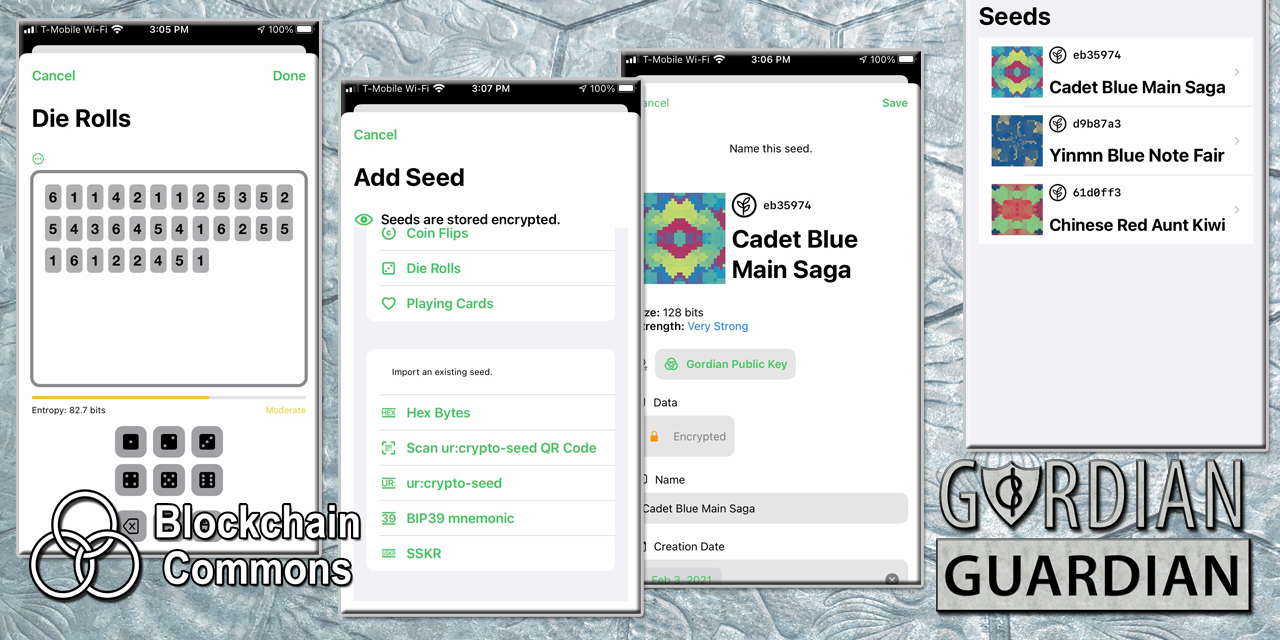 T-Mobile Wi-Fi 3:05 PM 100%
Cancel Done
Die Rolls
6 1 1 4 2 1 1 2 5 3 5 2
5 4 3 6 4 5 4 1 6 2 5 5
1 6 1 2 2 4 5 1
Entropy: 82.7 bits Moderate
Blockchain
Commons
T-Mobile Wi-Fi 3:07 PM 100%
Cancel
Add Seed
Seeds are stored encrypted.
Coin Flips
Die Rolls
Playing Cards
Import an existing seed.
HEX Hex Bytes
Scan ur:crypto-seed QR Code
UR: ur:crypto-seed
39 BIP39 mnemonic
SSKR
T-Mobile Wi-Fi 3:06 PM 100%
ancel Save
Name this seed.
eb35974
Cadet Blue
Main Saga
ze: 128 bits
rength: Very Strong
Gordian Public Key
Data
Encrypted
Name
Cadet Blue Main Saga
Creation Date
Feb 3, 2021
Seeds
eb35974
Cadet Blue Main Saga
d9b87a3
Yinmn Blue Note Fair
61d0ff3
Chinese Red Aunt Kiwi
GORDIAN
GUARDIAN